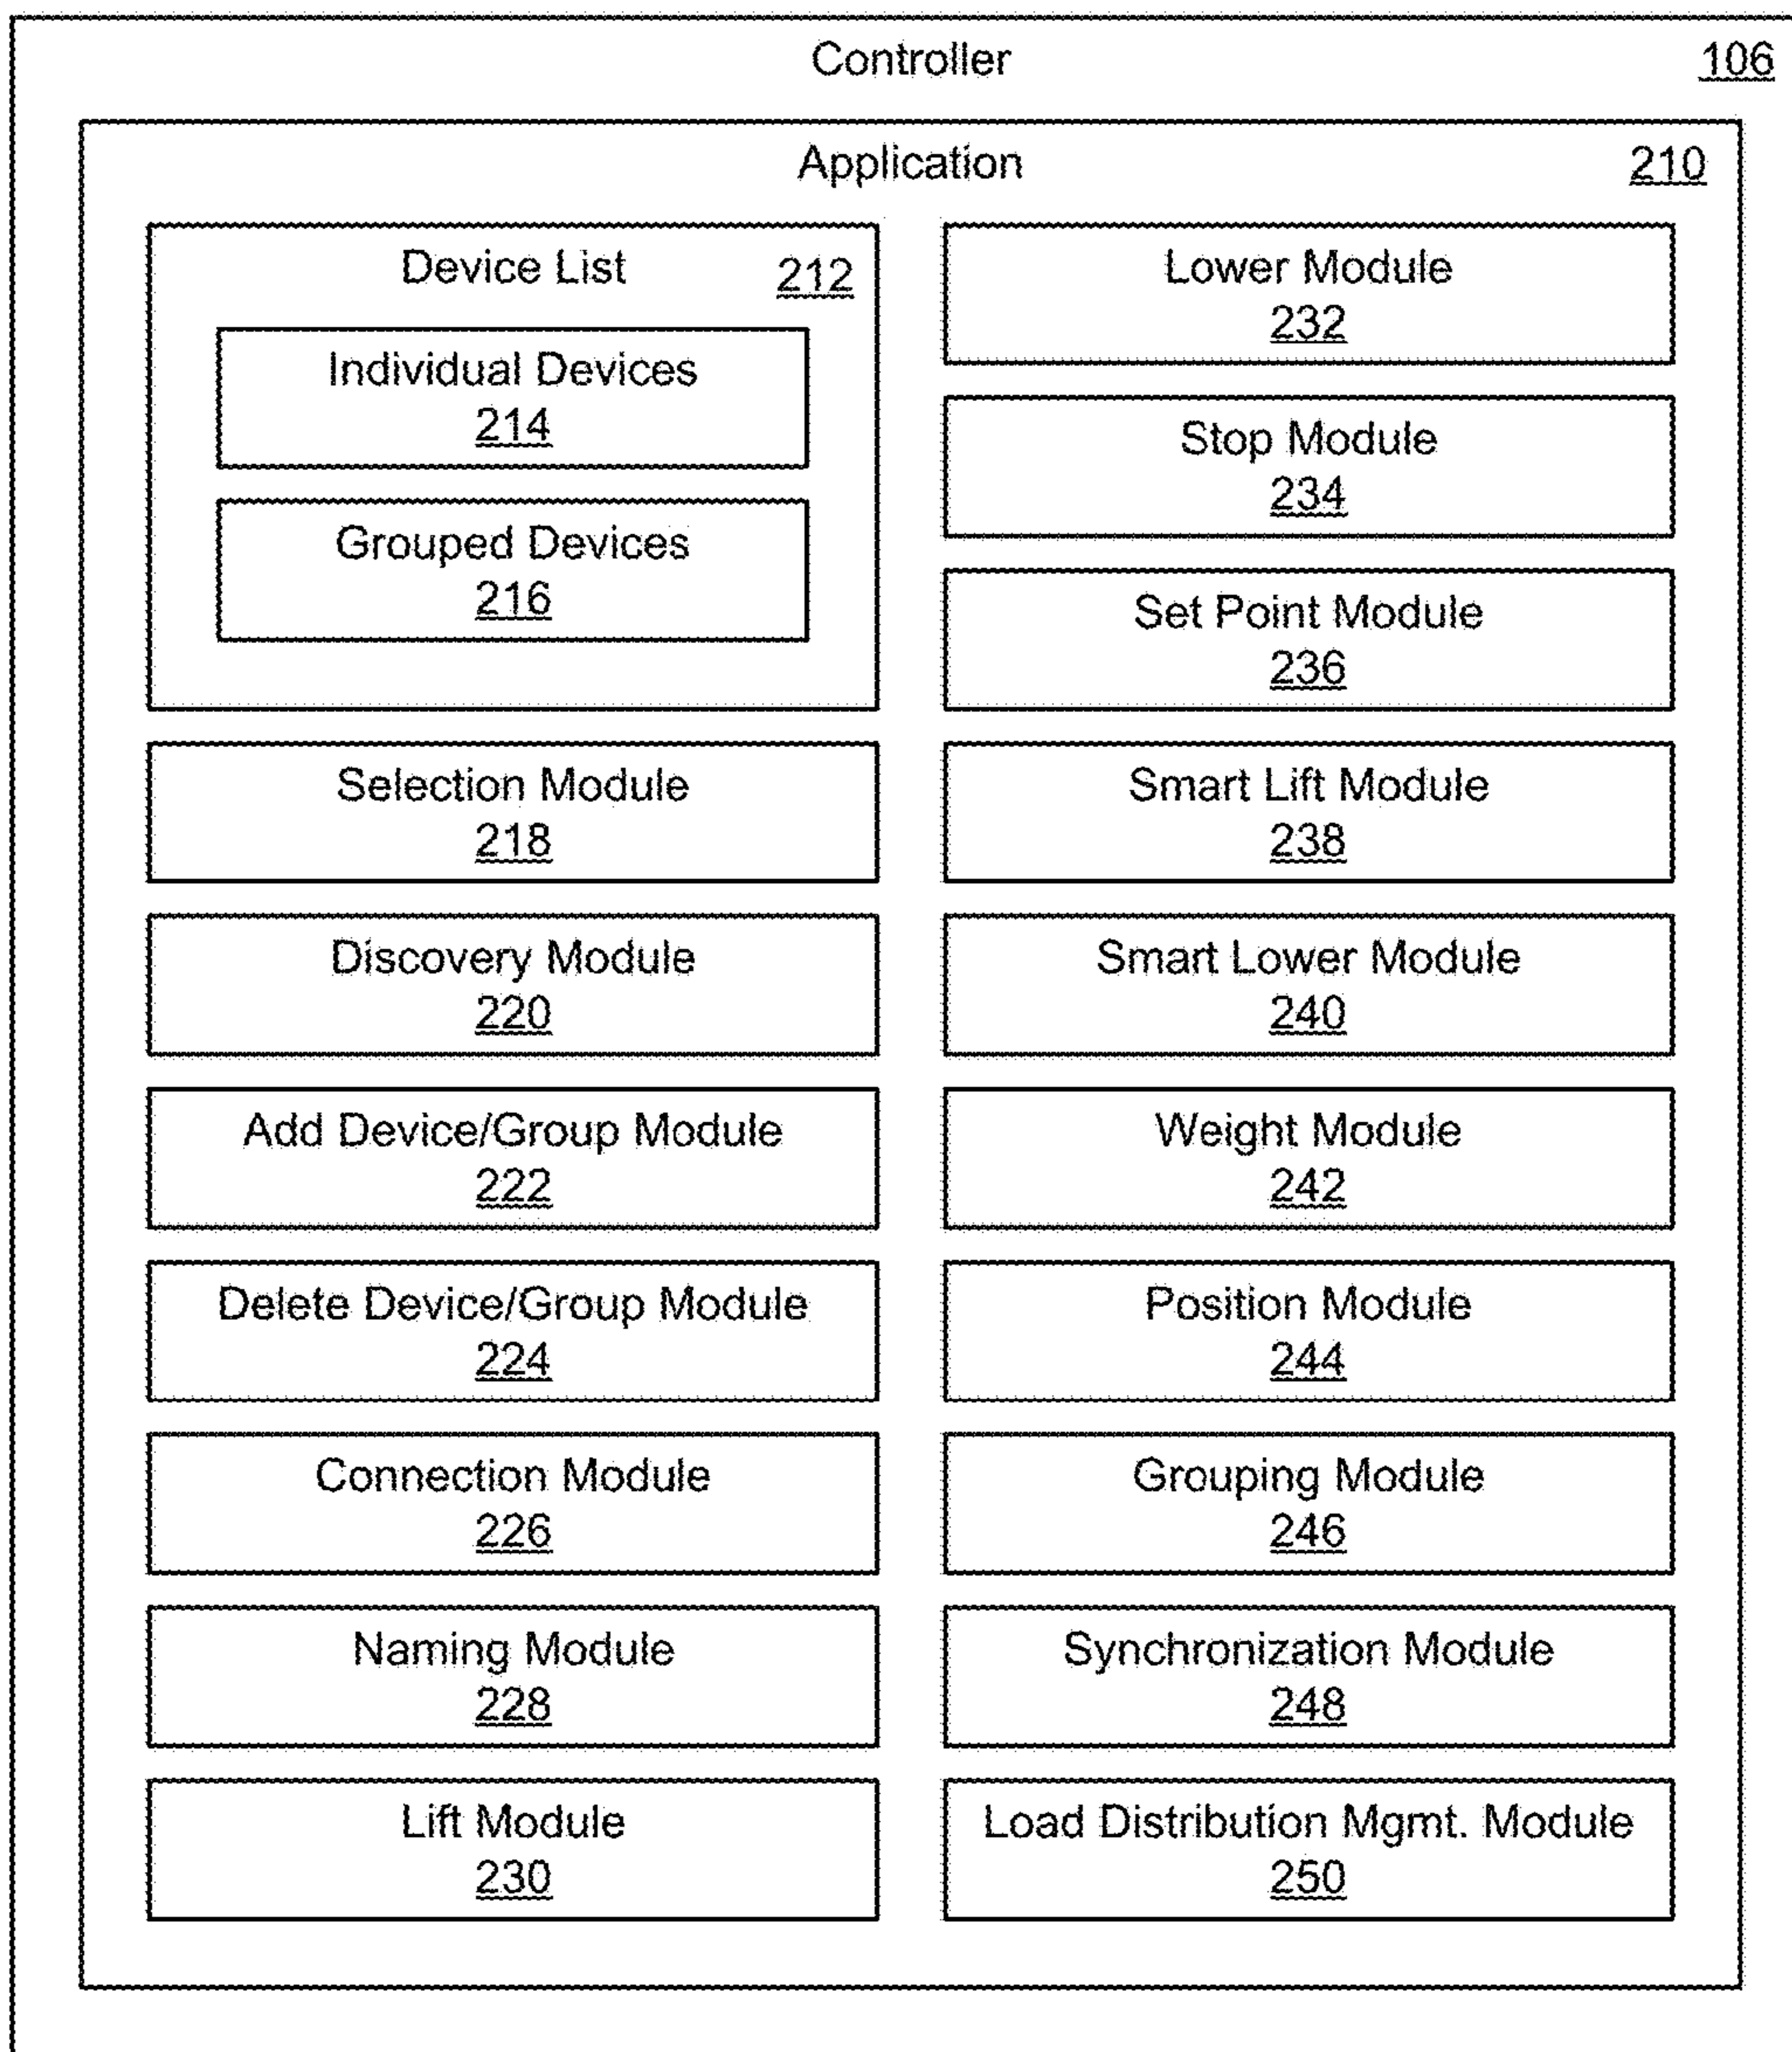 Controller
106
Application
210
Device List
212
Individual Devices
214
Grouped Devices
216
Selection Module
218
Discovery Module
220
Add Device/Group Module
222
Delete Device/Group Module
224
Connection Module
226
Naming Module
228
Lift Module
230
Lower Module
232
Stop Module
234
Set Point Module
236
Smart Lift Module
238
Smart Lower Module
240
Weight Module
242
Position Module
244
Grouping Module
246
Synchronization Module
248
Load Distribution Mgmt. Module
250